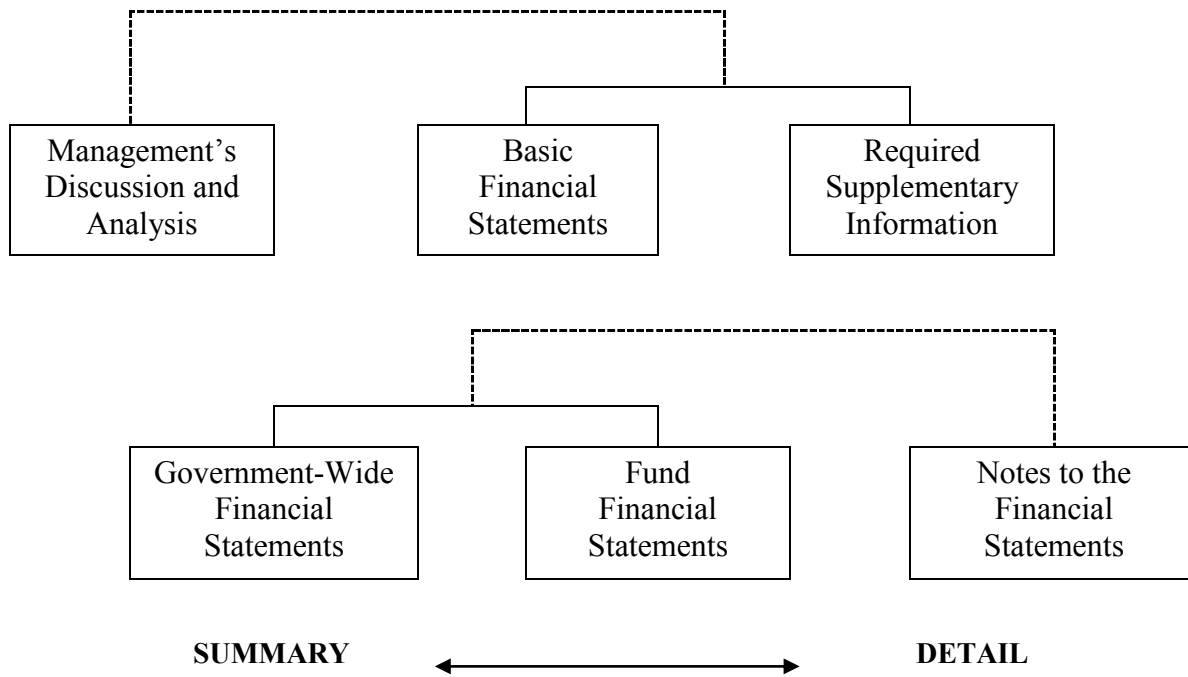 Management’s
Discussion and
Analysis
Basic
Financial
Statements
Required
Supplementary
Information
Government-Wide
Financial
Statements
Fund
Financial
Statements
Notes to the
Financial
Statements
SUMMARY
DETAIL